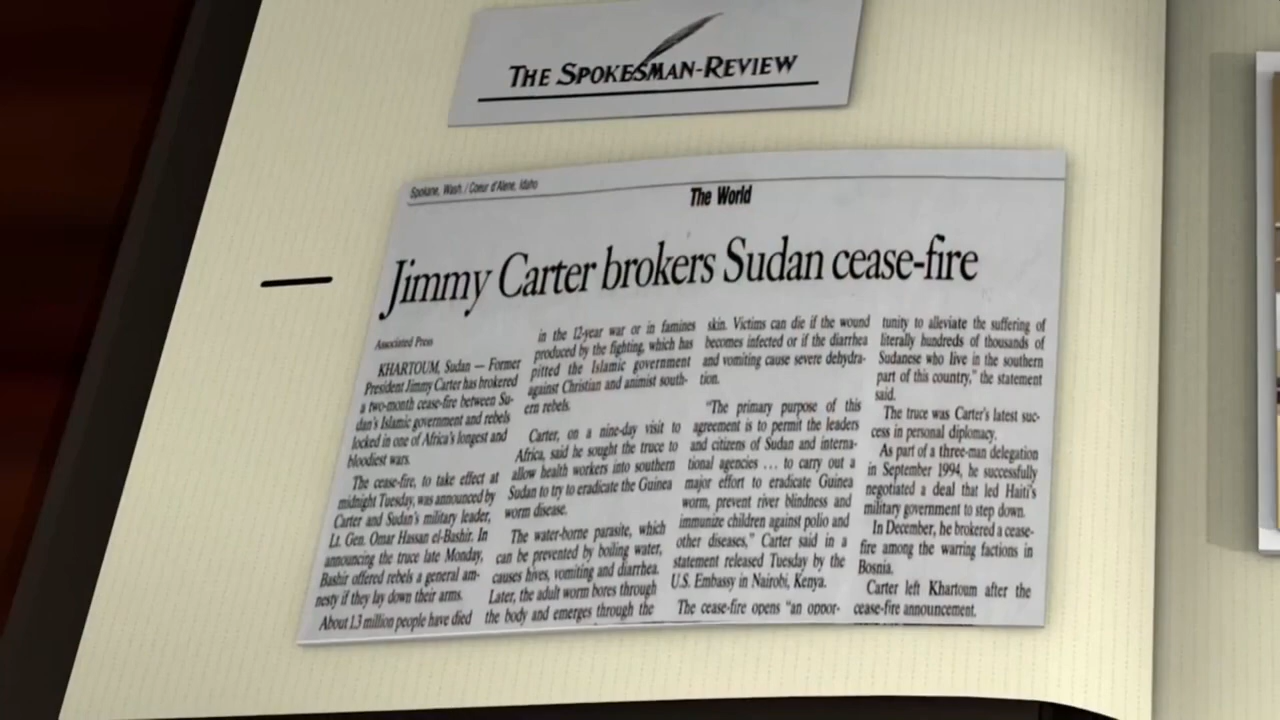 THE SPOKESMAN-REVIEW
Spokane, Wash. / Coeur d'Alene, Idaho
The World
Jimmy Carter brokers Sudan cease-fire
Associated Press
KHARTOUM, Sudan — Former
President Jimmy Carter has brokered
a two-month cease-fire between Su-
dan's Islamic government and rebels
locked in one of Africa's longest and
bloodiest wars.
The cease-fire, to take effect at
midnight Tuesday, was announced by
Carter and Sudan's military leader,
Lt. Gen. Omar Hassan el-Bashir. In
announcing the truce late Monday,
Bashir offered rebels a general am-
nesty if they lay down their arms.
About 1.3 million people have died
in the 12-year war or in famines
produced by the fighting, which has
pitted the Islamic government
against Christian and animist south-
ern rebels.
Carter, on a nine-day visit to
Africa, said he sought the truce to
allow health workers into southern
Sudan to try to eradicate the Guinea
worm disease.
The water-borne parasite, which
can be prevented by boiling water,
causes hives, vomiting and diarrhea.
Later, the adult worm bores through
the body and emerges through the
skin. Victims can die if the wound
becomes infected or if the diarrhea
and vomiting cause severe dehydra-
tion.
"The primary purpose of this
agreement is to permit the leaders
and citizens of Sudan and interna-
tional agencies ... to carry out a
major effort to eradicate Guinea
worm, prevent river blindness and
immunize children against polio and
other diseases," Carter said in a
statement released Tuesday by the
U.S. Embassy in Nairobi, Kenya.
The cease-fire opens "an oppor-
tunity to alleviate the suffering of
literally hundreds of thousands of
Sudanese who live in the southern
part of this country," the statement
said.
The truce was Carter's latest suc-
cess in personal diplomacy.
As part of a three-man delegation
in September 1994, he successfully
negotiated a deal that led Haiti's
military government to step down.
In December, he brokered a cease-
fire among the warring factions in
Bosnia.
Carter left Khartoum after the
cease-fire announcement.